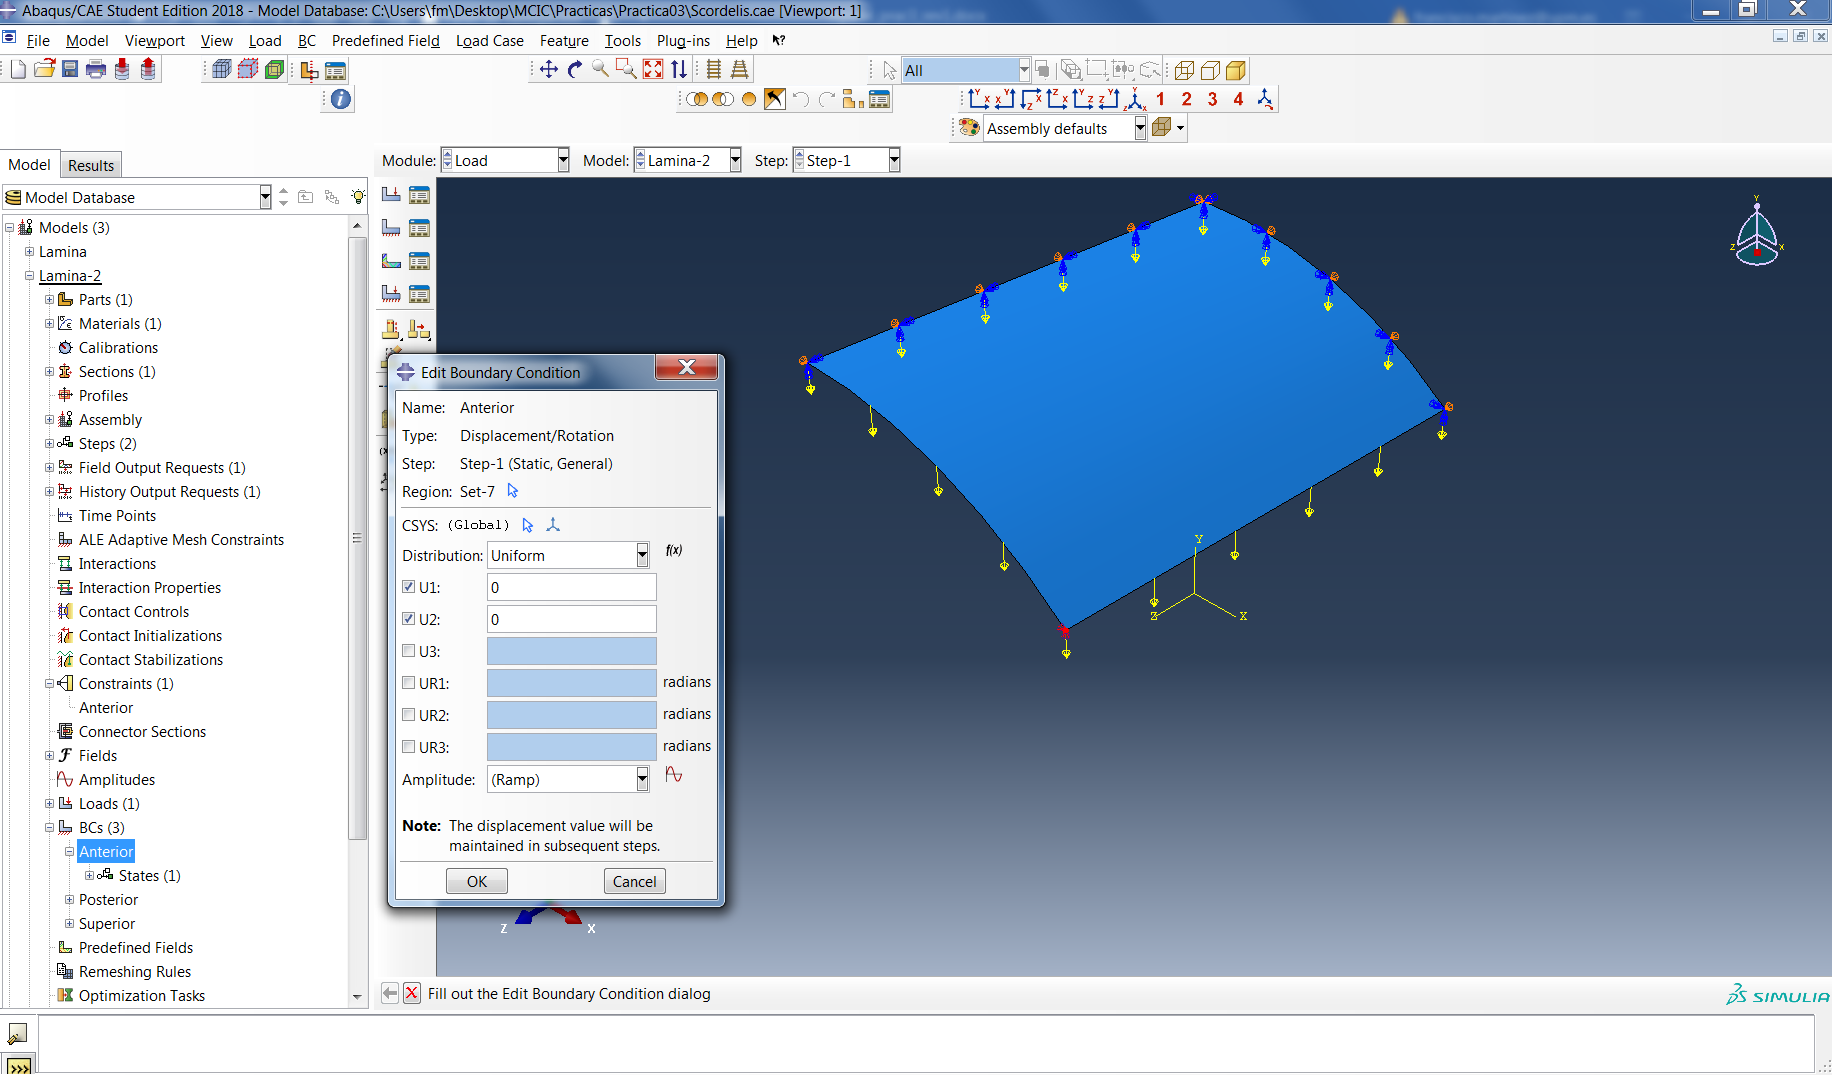 Abaqus/CAE Student Edition 2018 - Model Database: C:\Users\fm\Desktop\MCIC\Practicas\Practica03\Scordelis.cae [Viewport: 1]
File Model Viewport View Load BC Predefined Field Load Case Feature Tools Plug-ins Help
All
1 2 3 4
Assembly defaults
Model Results
Module: Load Model: Lamina-2 Step: Step-1
Model Database
Models (3)
Lamina
Lamina-2
Parts (1)
Materials (1)
Calibrations
Sections (1)
Profiles
Assembly
Steps (2)
Field Output Requests (1)
History Output Requests (1)
Time Points
ALE Adaptive Mesh Constraints
Interactions
Interaction Properties
Contact Controls
Contact Initializations
Contact Stabilizations
Constraints (1)
Anterior
Connector Sections
Fields
Amplitudes
Loads (1)
BCs (3)
Anterior
States (1)
Posterior
Superior
Predefined Fields
Remeshing Rules
Optimization Tasks
Edit Boundary Condition
Name: Anterior
Type: Displacement/Rotation
Step: Step-1 (Static, General)
Region: Set-7
CSYS: (Global)
Distribution: Uniform f(x)
U1: 0
U2: 0
U3:
UR1: radians
UR2: radians
UR3: radians
Amplitude: (Ramp)
Note: The displacement value will be
maintained in subsequent steps.
OK Cancel
Y
Z X
Y
Z X
Z X
Fill out the Edit Boundary Condition dialog
SIMULIA